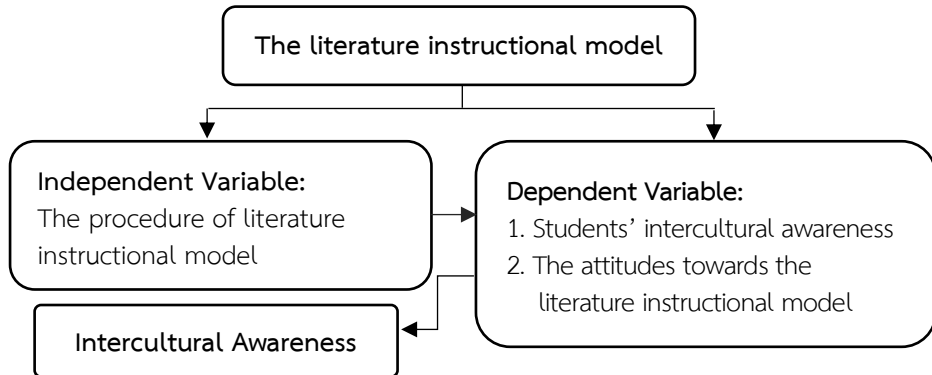 The literature instructional model
Independent Variable:
The procedure of literature
instructional model
Dependent Variable:
1. Students’ intercultural awareness
2. The attitudes towards the
literature instructional model
Intercultural Awareness